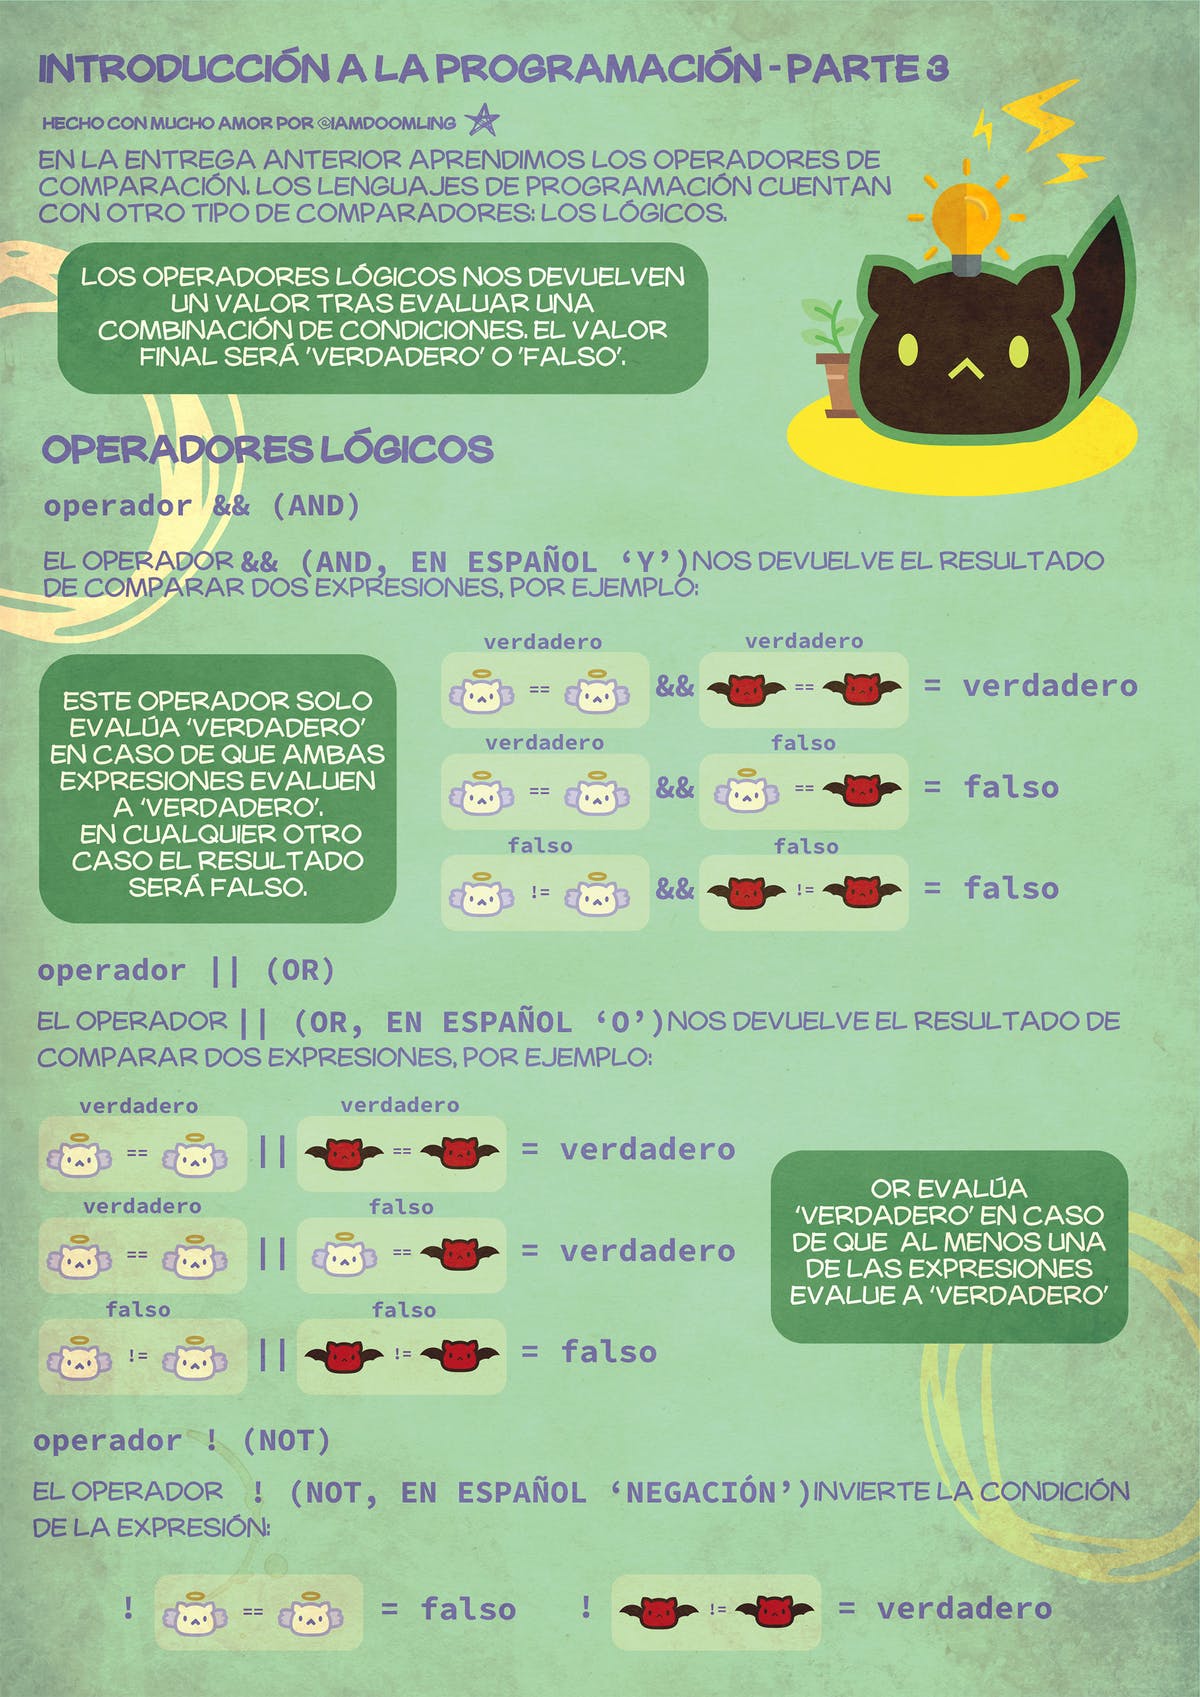 INTRODUCCIÓN A LA PROGRAMACIÓN - PARTE 3
HECHO CON MUCHO AMOR POR @IAMDOOMLING
EN LA ENTREGA ANTERIOR APRENDIMOS LOS OPERADORES DE
COMPARACIÓN. LOS LENGUAJES DE PROGRAMACIÓN CUENTAN
CON OTRO TIPO DE COMPARADORES: LOS LÓGICOS.
LOS OPERADORES LÓGICOS NOS DEVUELVEN
UN VALOR TRAS EVALUAR UNA
COMBINACIÓN DE CONDICIONES. EL VALOR
FINAL SERÁ 'VERDADERO' O 'FALSO'.
OPERADORES LÓGICOS
operador && (AND)
EL OPERADOR && (AND, EN ESPAÑOL ‘Y’) NOS DEVUELVE EL RESULTADO
DE COMPARAR DOS EXPRESIONES, POR EJEMPLO:
ESTE OPERADOR SOLO
EVALÚA ‘VERDADERO’
EN CASO DE QUE AMBAS
EXPRESIONES EVALUEN
A ‘VERDADERO’.
EN CUALQUIER OTRO
CASO EL RESULTADO
SERÁ FALSO.
verdadero verdadero
== && == = verdadero
verdadero falso
== && == = falso
falso falso
!= && != = falso
operador || (OR)
EL OPERADOR || (OR, EN ESPAÑOL ‘O’) NOS DEVUELVE EL RESULTADO DE
COMPARAR DOS EXPRESIONES, POR EJEMPLO:
verdadero verdadero
== || == = verdadero
verdadero falso
== || == = verdadero
falso falso
!= || != = falso
OR EVALÚA
‘VERDADERO’ EN CASO
DE QUE AL MENOS UNA
DE LAS EXPRESIONES
EVALUE A ‘VERDADERO’
operador ! (NOT)
EL OPERADOR ! (NOT, EN ESPAÑOL ‘NEGACIÓN’) INVIERTE LA CONDICIÓN
DE LA EXPRESIÓN:
! == = falso ! != = verdadero